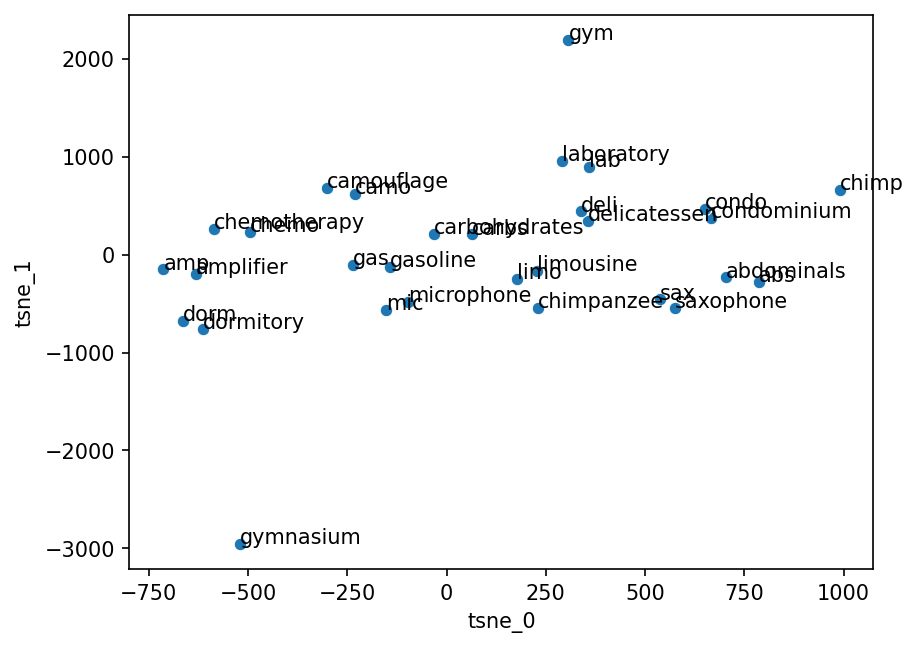 gym
2000
laboratory
lab
1000
camouflage
camo
chimp
deli
condo
delicatessen
condominium
chemotherapy
chemo
carbohydrates
carbs
0
amp
amplifier
gas
gasoline
limo
limousine
abdominals
abs
mic
microphone
chimpanzee
sax
saxophone
dorm
dormitory
−1000
−2000
−3000
gymnasium
tsne_1
−750
−500
−250
0
250
500
750
1000
tsne_0